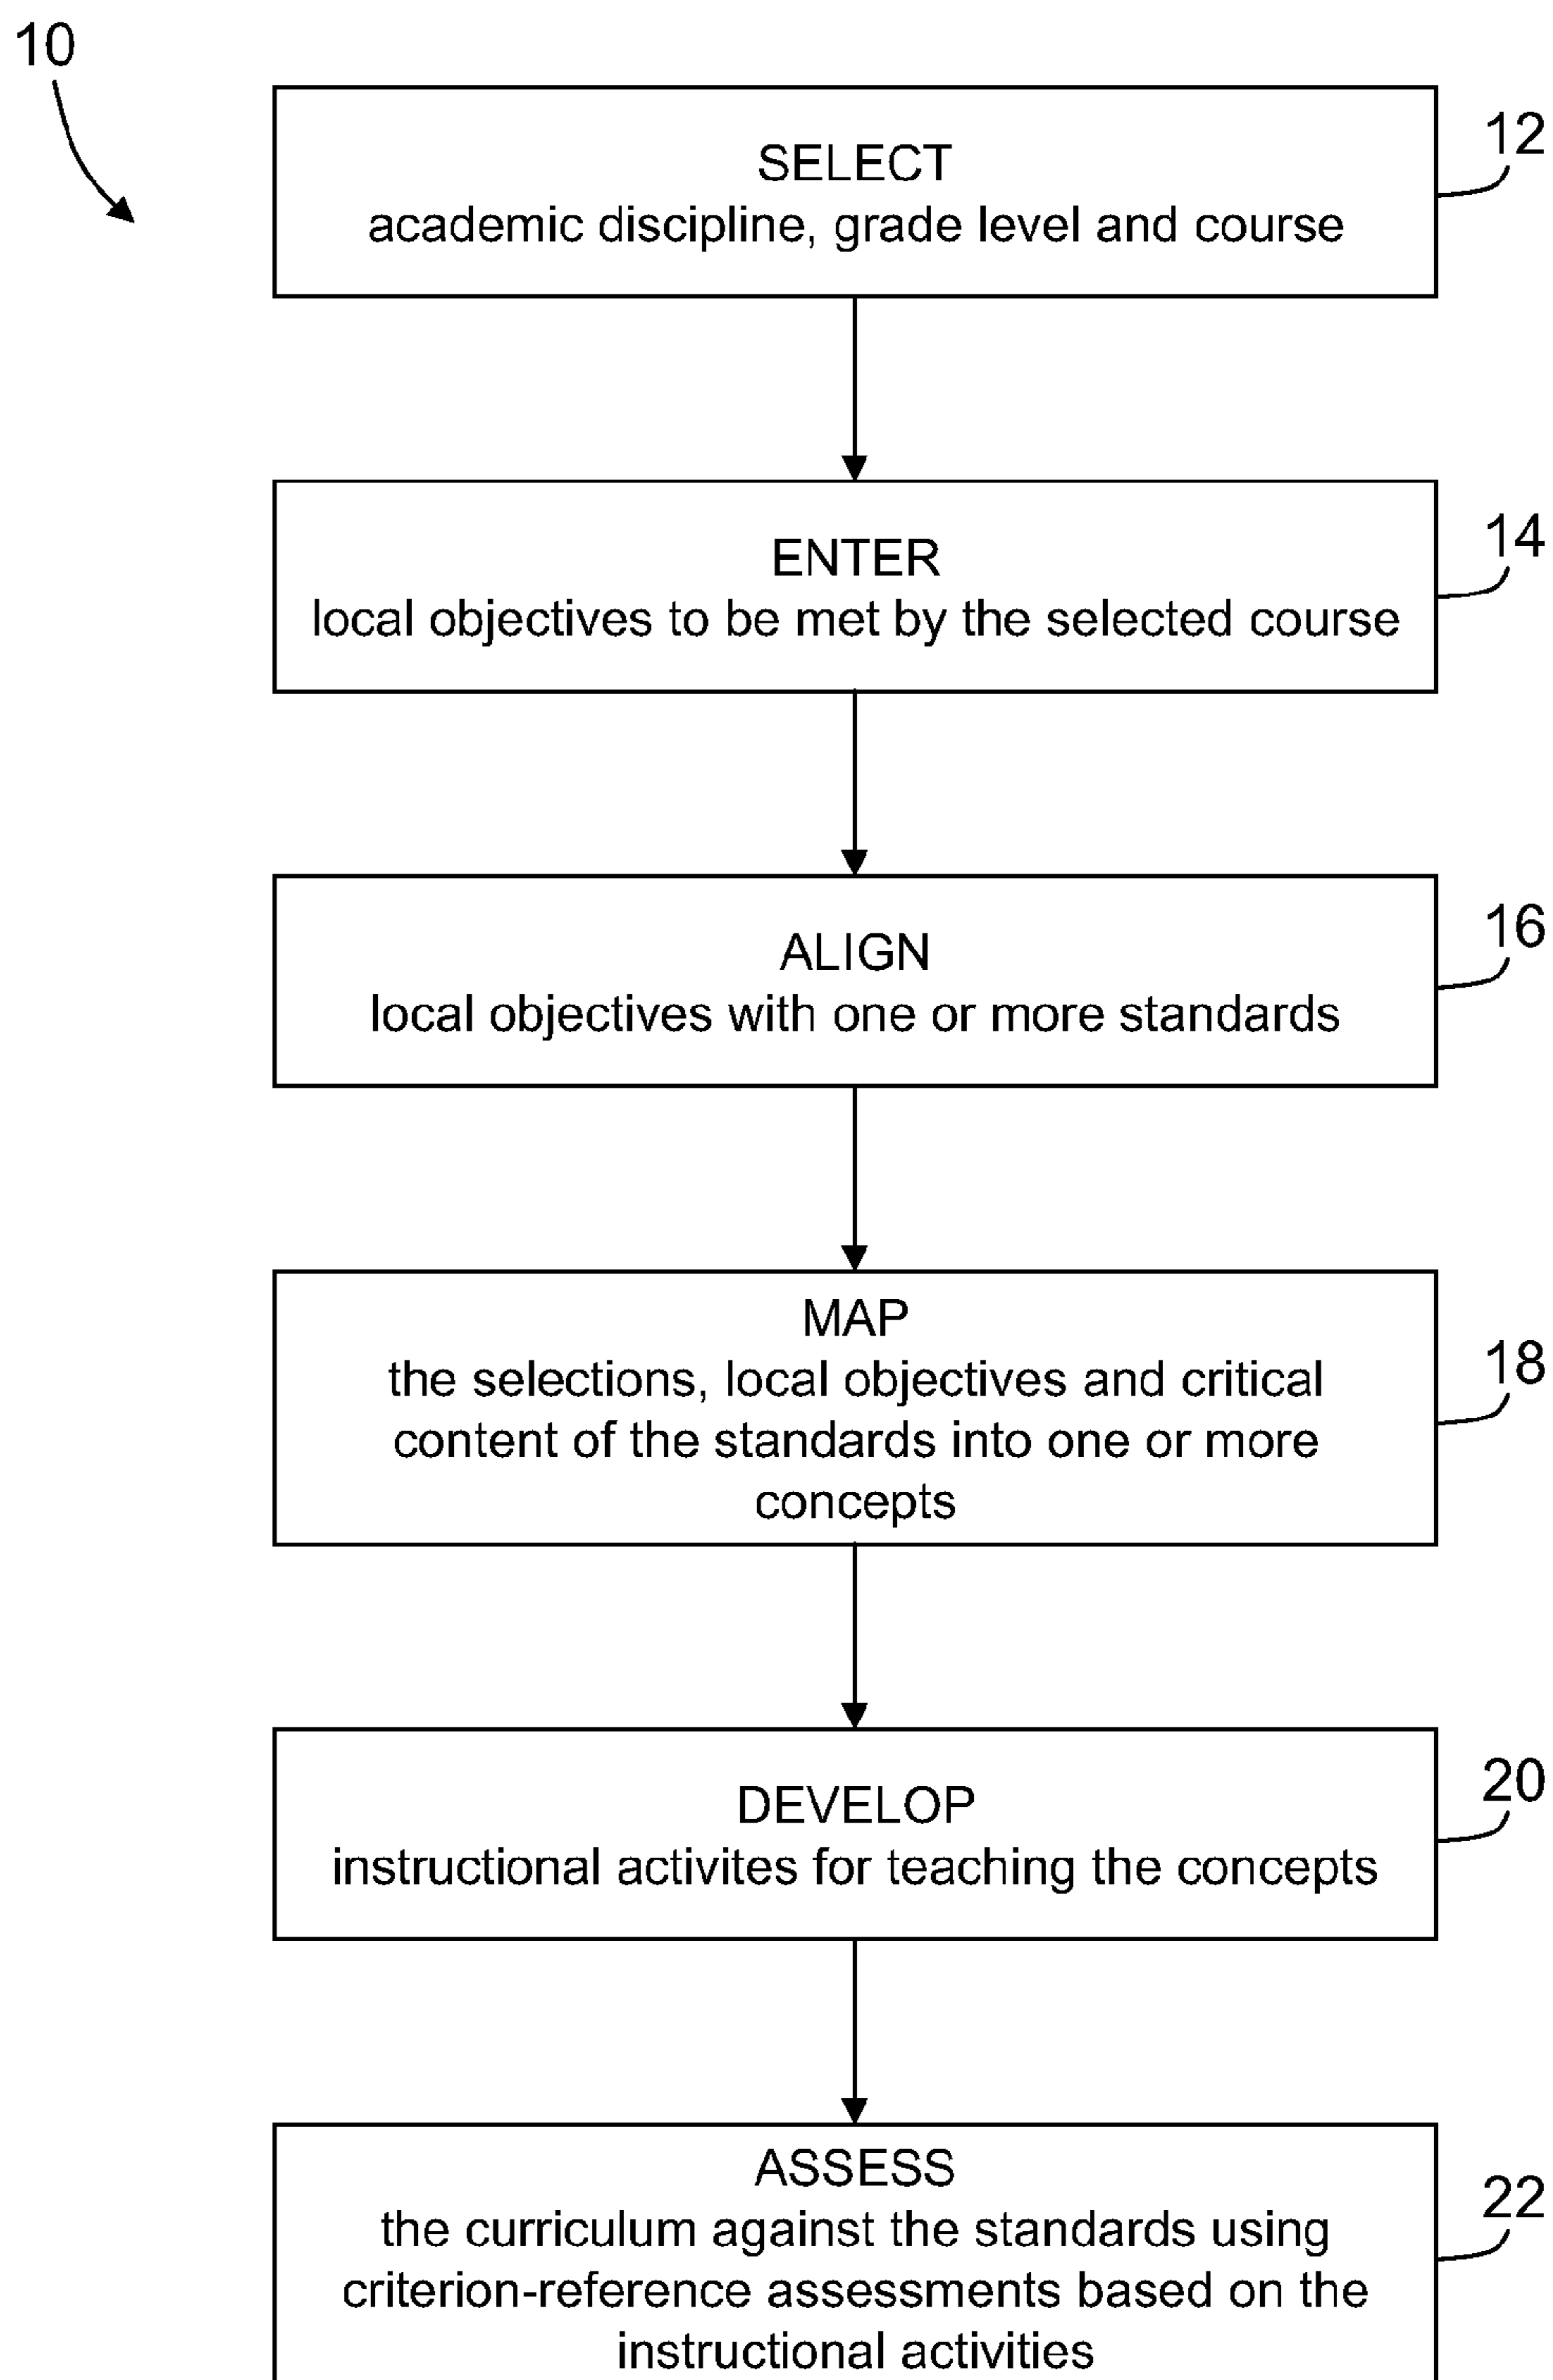 10
12
SELECT
academic discipline, grade level and course
14
ENTER
local objectives to be met by the selected course
16
ALIGN
local objectives with one or more standards
18
MAP
the selections, local objectives and critical
content of the standards into one or more
concepts
20
DEVELOP
instructional activites for teaching the concepts
22
ASSESS
the curriculum against the standards using
criterion-reference assessments based on the
instructional activities